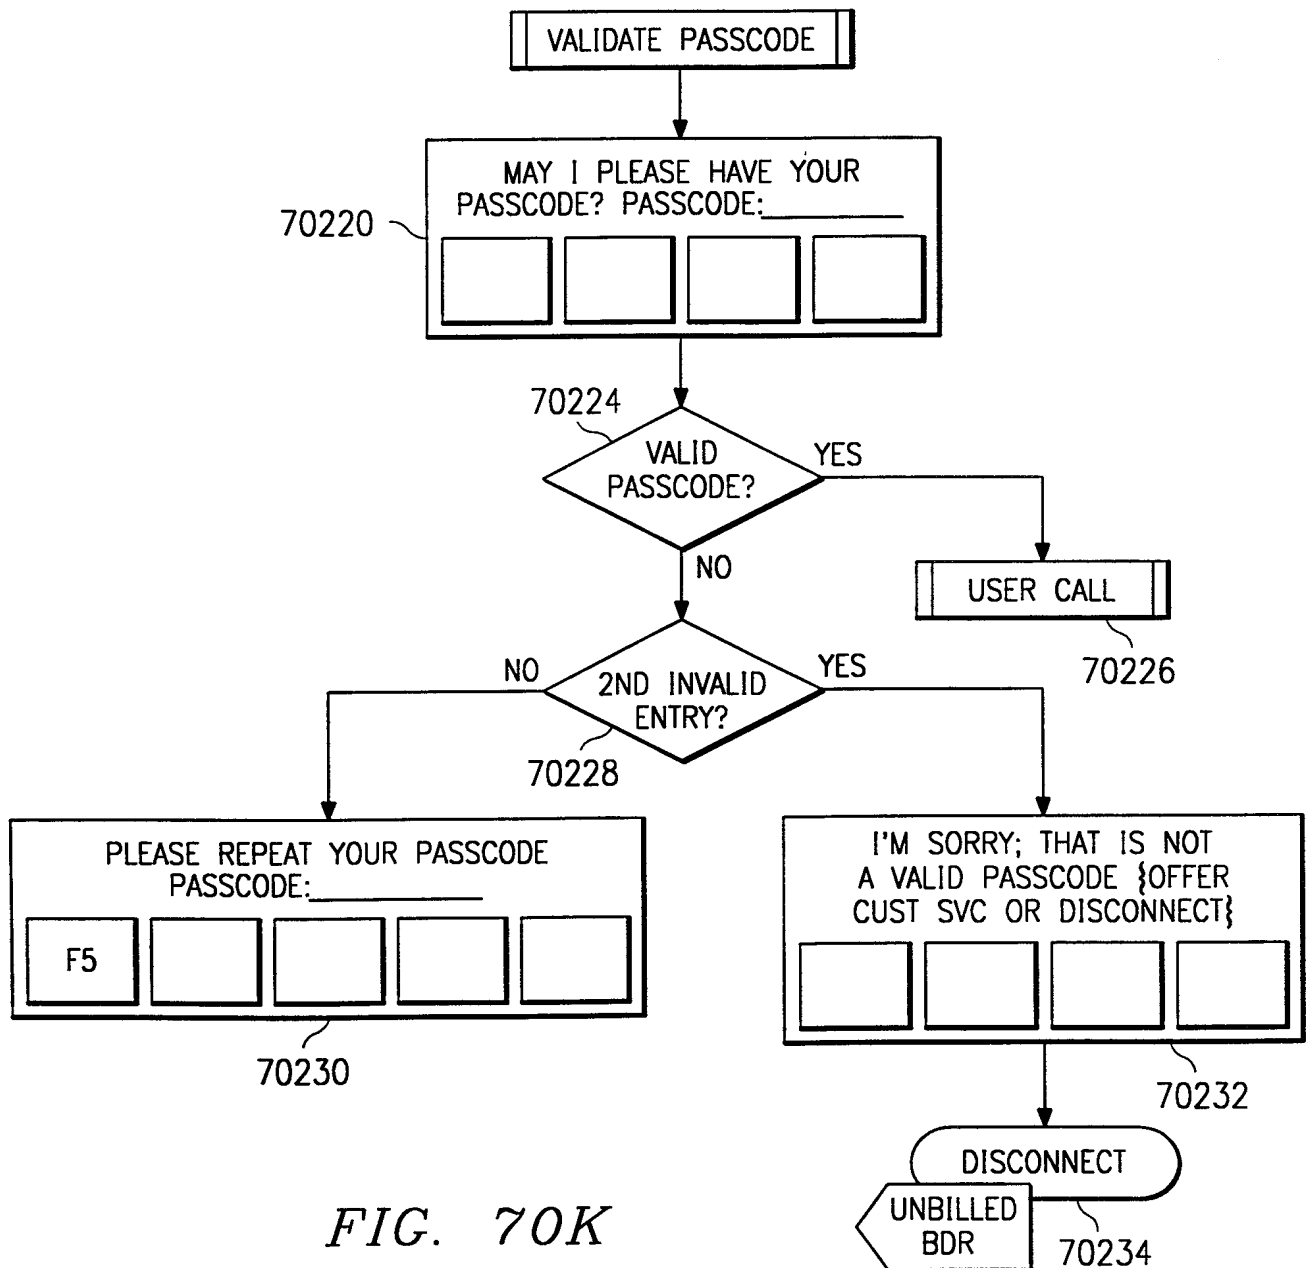 VALIDATE PASSCODE
MAY I PLEASE HAVE YOUR
PASSCODE? PASSCODE:
70220
70224
VALID
PASSCODE?
YES
NO
USER CALL
70226
NO
2ND INVALID
ENTRY?
YES
70228
PLEASE REPEAT YOUR PASSCODE
PASSCODE:
F5
70230
I'M SORRY; THAT IS NOT
A VALID PASSCODE {OFFER
CUST SVC OR DISCONNECT}
70232
DISCONNECT
UNBILLED
BDR
70234
FIG. 70K